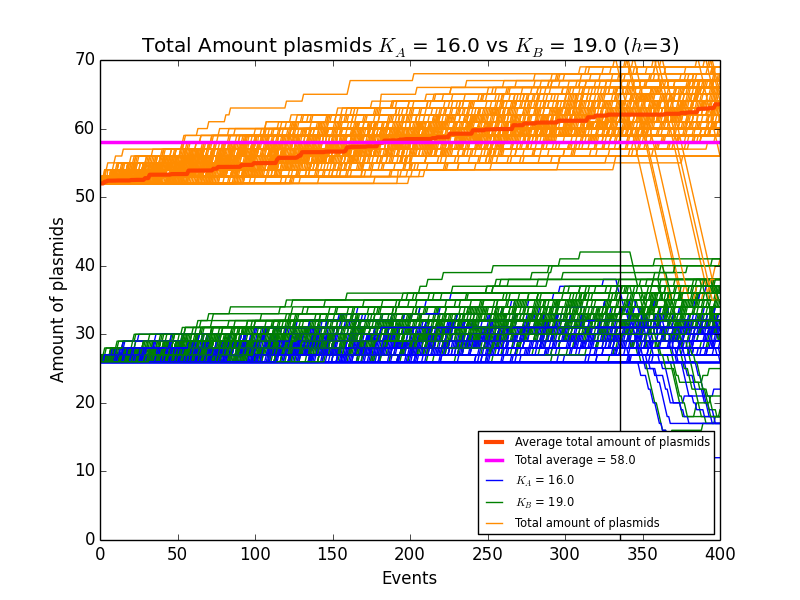 Total Amount plasmids K_A = 16.0 vs K_B = 19.0 (h=3)
70
60
50
40
30
20
10
0
Amount of plasmids
Average total amount of plasmids
Total average = 58.0
K_A = 16.0
K_B = 19.0
Total amount of plasmids
0 50 100 150 200 250 300 350 400
Events